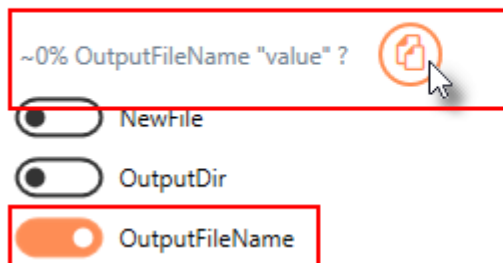 ~0% OutputFileName "value" ?
NewFile
OutputDir
OutputFileName